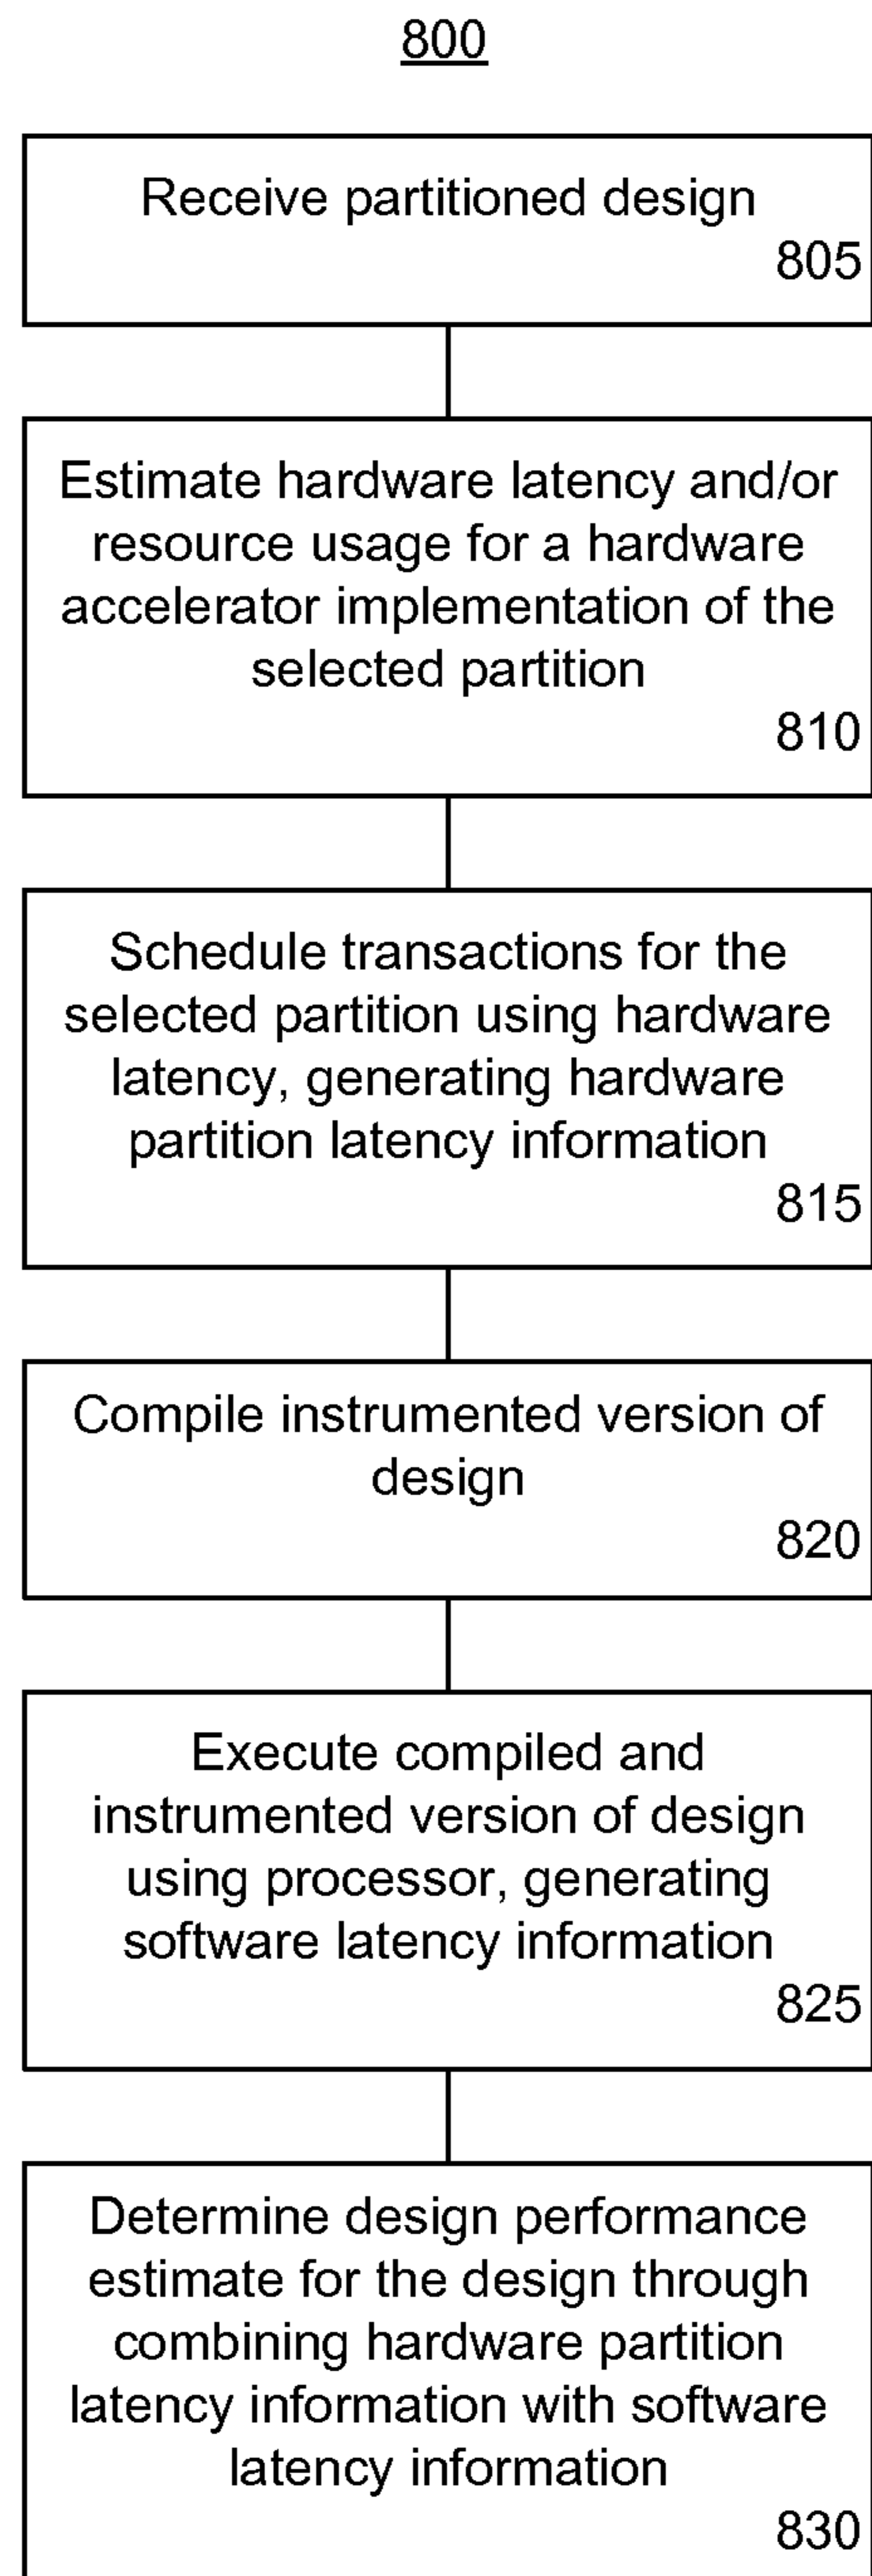 800
Receive partitioned design
805
Estimate hardware latency and/or
resource usage for a hardware
accelerator implementation of the
selected partition
810
Schedule transactions for the
selected partition using hardware
latency, generating hardware
partition latency information
815
Compile instrumented version of
design
820
Execute compiled and
instrumented version of design
using processor, generating
software latency information
825
Determine design performance
estimate for the design through
combining hardware partition
latency information with software
latency information
830